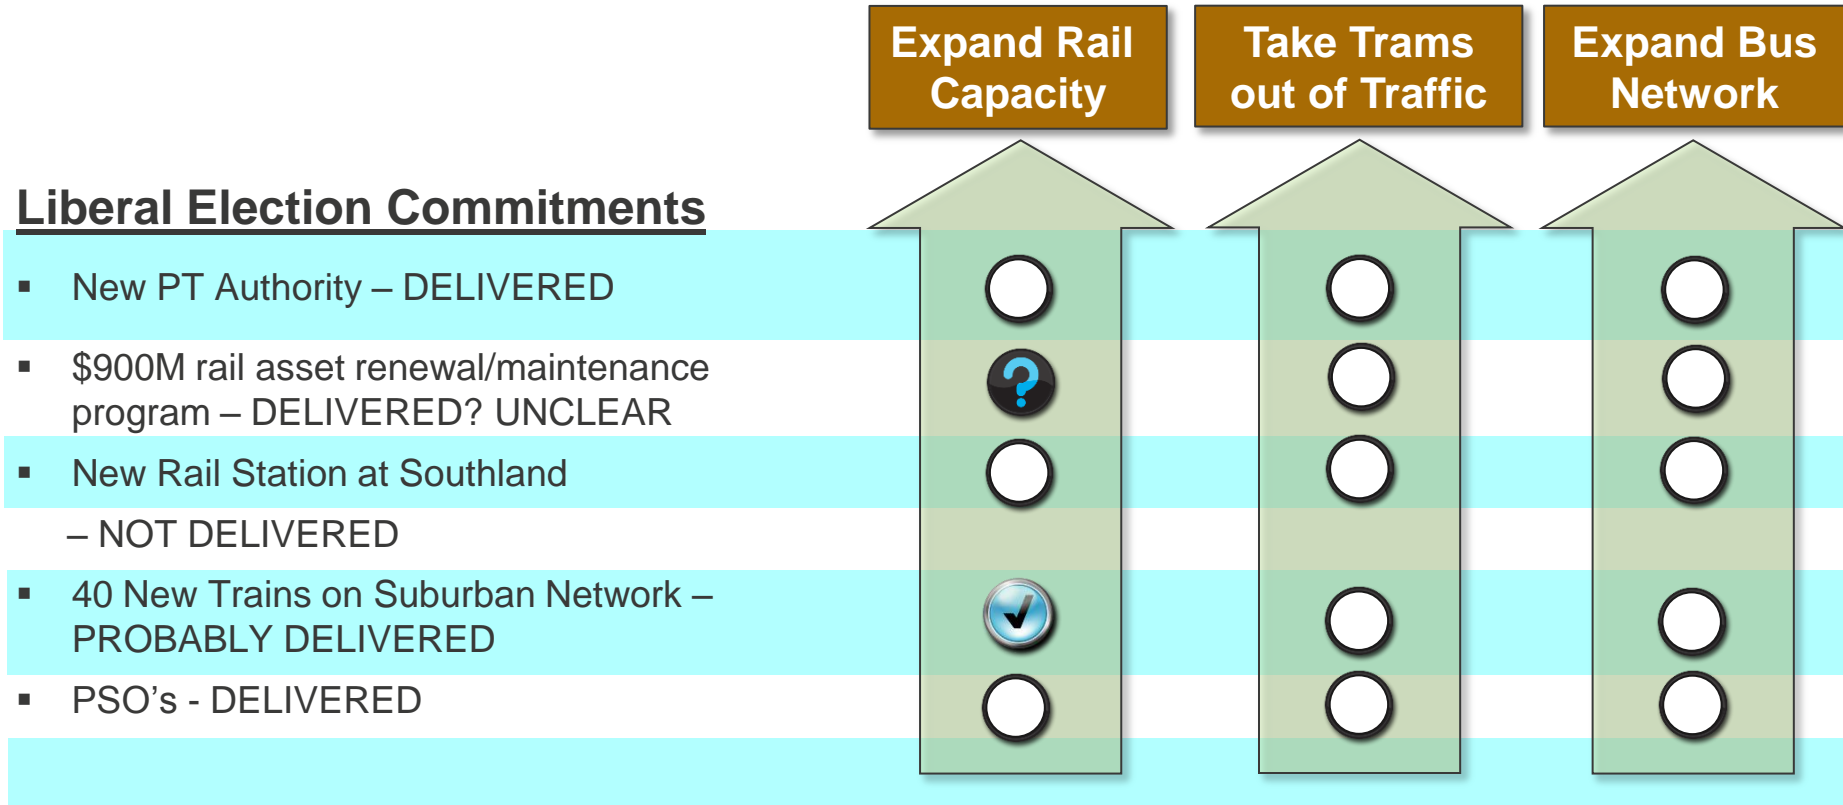 Expand Rail
Capacity
Take Trams
out of Traffic
Expand Bus
Network
Liberal Election Commitments
▪ New PT Authority – DELIVERED
▪ $900M rail asset renewal/maintenance
program – DELIVERED? UNCLEAR
▪ New Rail Station at Southland
– NOT DELIVERED
▪ 40 New Trains on Suburban Network –
PROBABLY DELIVERED
▪ PSO’s - DELIVERED
?